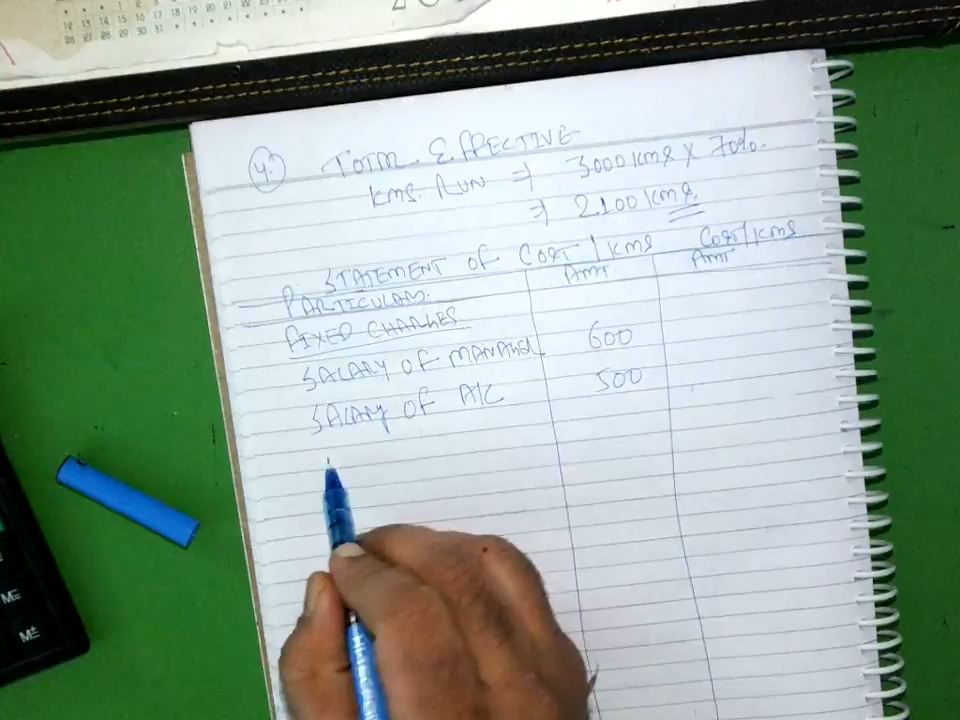 4.) TOTAL EFFECTIVE
KMS. RUN ⇒ 3000 KMS X 70%.
⇒ 2100 KMS.
STATEMENT OF COST / KMS
PARTICULARS. AMT COST/KMS AMT
FIXED CHARGES.
SALARY OF MANAGER 600
SALARY OF A/C 500
M±